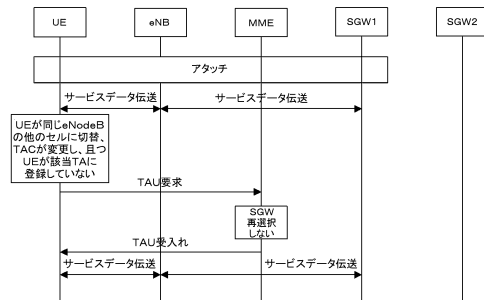 UE eNB MME SGW1 SGW2
アタッチ
サービスデータ伝送 サービスデータ伝送
UEが同じeNodeB
の他のセルに切替、
TACが変更し、且つ
UEが該当TAに
登録していない
TAU要求
SGW
再選択
しない
TAU受入れ
サービスデータ伝送 サービスデータ伝送